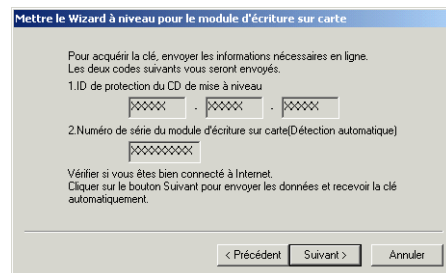 Mettre le Wizard à niveau pour le module d'écriture sur carte
Pour acquérir la clé, envoyer les informations nécessaires en ligne.
Les deux codes suivants vous seront envoyés.
1.ID de protection du CD de mise à niveau
XXXXX - XXXXX - XXXXX
2.Numéro de série du module d'écriture sur carte(Détection automatique)
XXXXXXXX
Vérifier si vous êtes bien connecté à Internet.
Cliquer sur le bouton Suivant pour envoyer les données et recevoir la clé
automatiquement.
< Précédent Suivant > Annuler